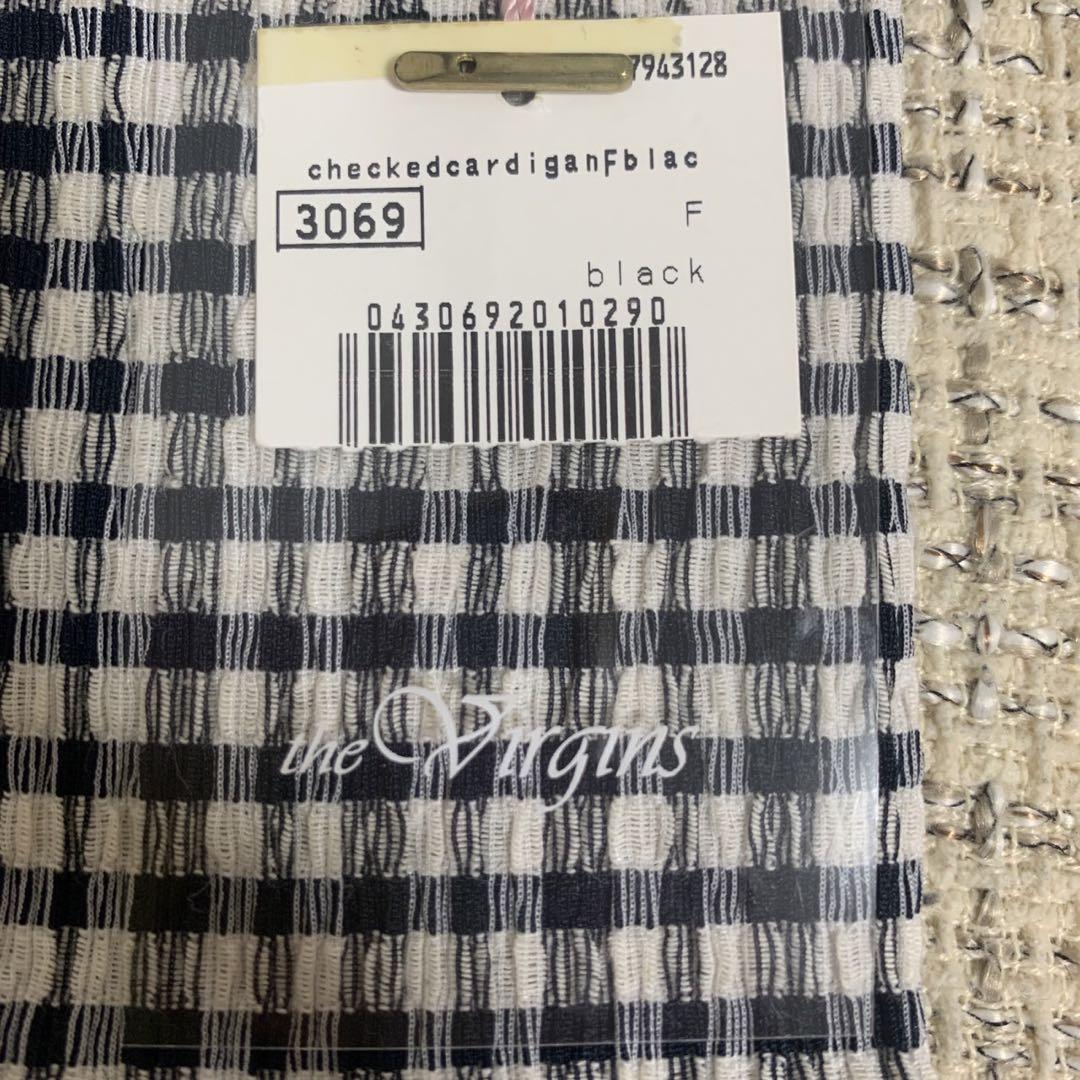 7943128
checkedcardiganFblac
3069
F
black
0430692010290
the Virgins